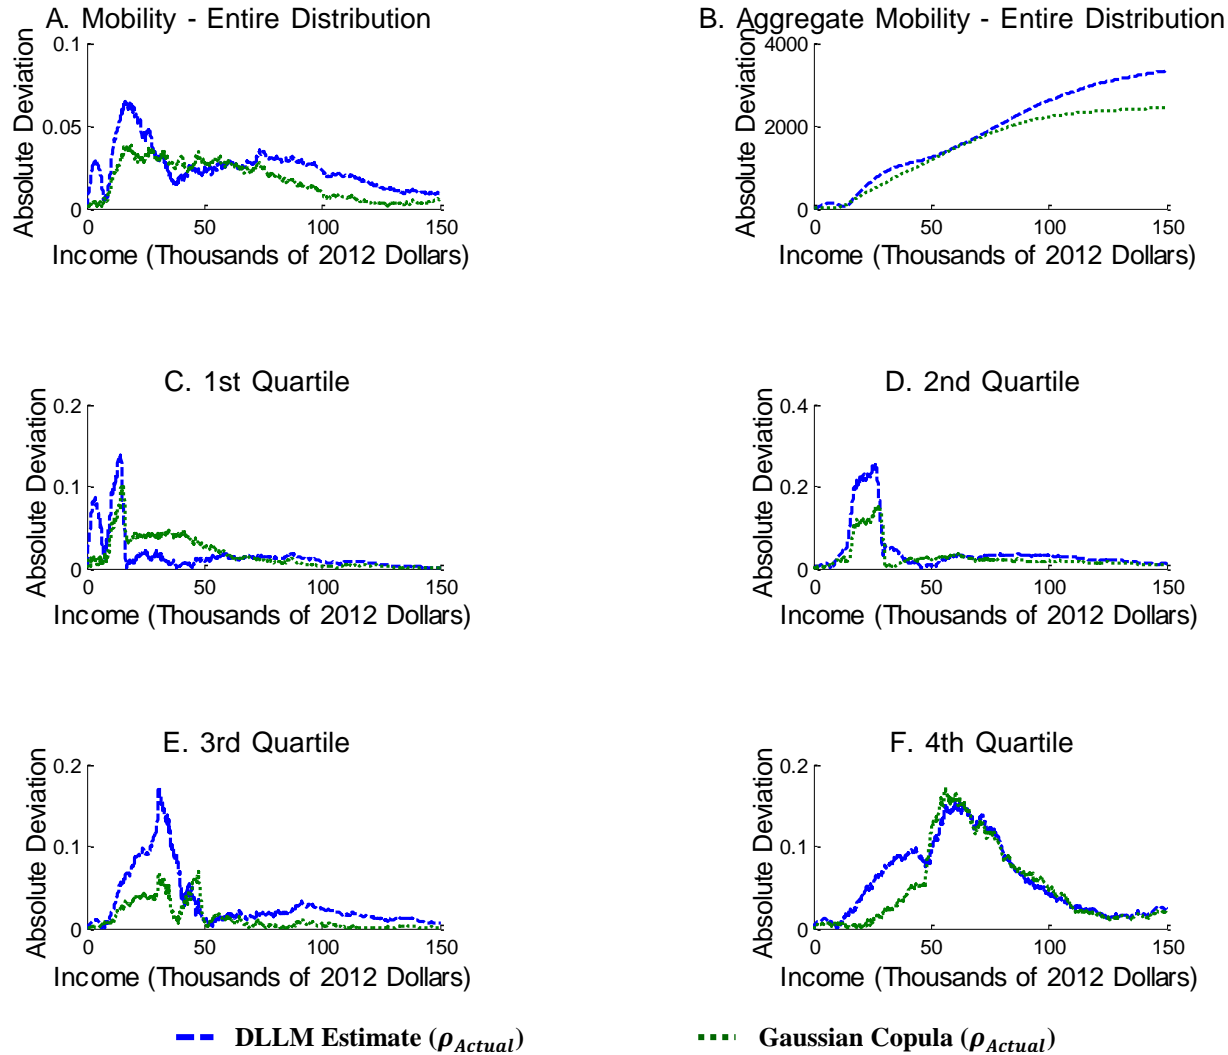 A. Mobility - Entire Distribution
Absolute Deviation
0.1
0.05
0
0 50 100 150
Income (Thousands of 2012 Dollars)
B. Aggregate Mobility - Entire Distribution
Absolute Deviation
4000
2000
0
0 50 100 150
Income (Thousands of 2012 Dollars)
C. 1st Quartile
Absolute Deviation
0.2
0.1
0
0 50 100 150
Income (Thousands of 2012 Dollars)
D. 2nd Quartile
Absolute Deviation
0.4
0.2
0
0 50 100 150
Income (Thousands of 2012 Dollars)
E. 3rd Quartile
Absolute Deviation
0.2
0.1
0
0 50 100 150
Income (Thousands of 2012 Dollars)
F. 4th Quartile
Absolute Deviation
0.2
0.1
0
0 50 100 150
Income (Thousands of 2012 Dollars)
DLLM Estimate (ρ_Actual)
Gaussian Copula (ρ_Actual)